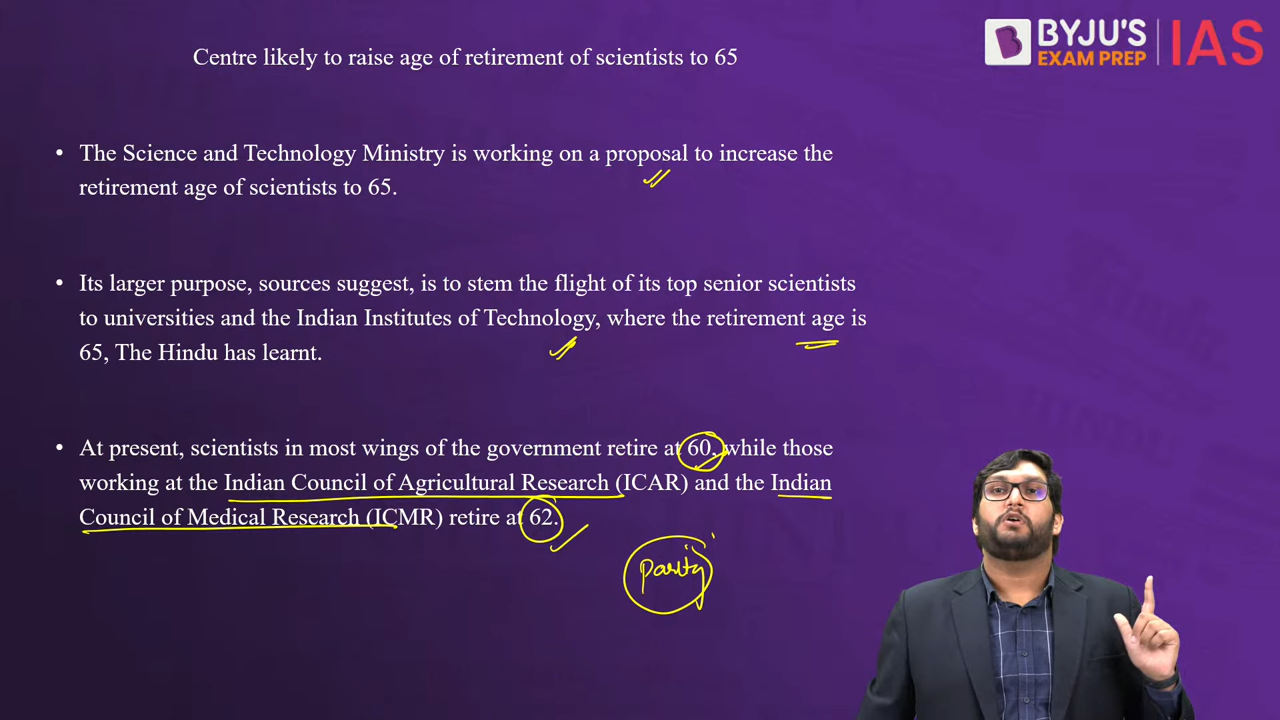 Centre likely to raise age of retirement of scientists to 65
BYJU'S
EXAM PREP
IAS
• The Science and Technology Ministry is working on a proposal to increase the
retirement age of scientists to 65.
• Its larger purpose, sources suggest, is to stem the flight of its top senior scientists
to universities and the Indian Institutes of Technology, where the retirement age is
65, The Hindu has learnt.
• At present, scientists in most wings of the government retire at 60, while those
working at the Indian Council of Agricultural Research (ICAR) and the Indian
Council of Medical Research (ICMR) retire at 62.
parity